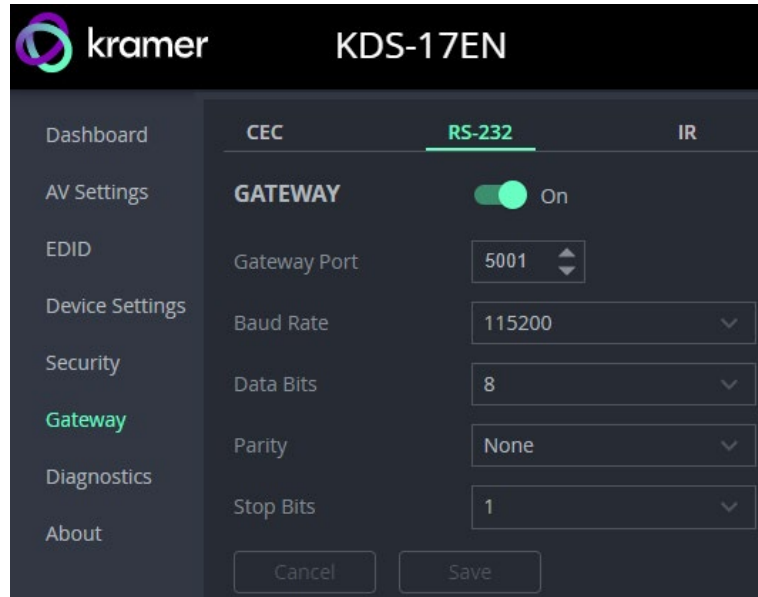 kramer KDS-17EN
Dashboard
AV Settings
EDID
Device Settings
Security
Gateway
Diagnostics
About
CEC RS-232 IR
GATEWAY On
Gateway Port 5001
Baud Rate 115200
Data Bits 8
Parity None
Stop Bits 1
Cancel Save